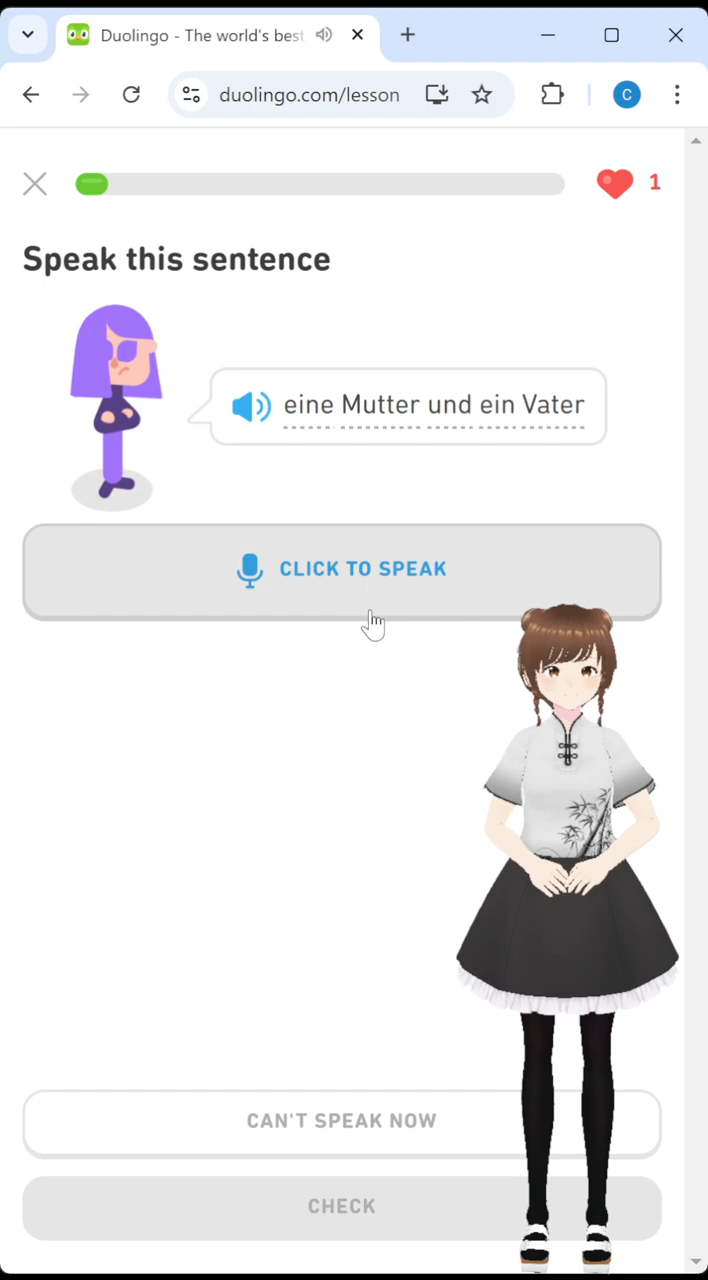 Duolingo - The world's best
duolingo.com/lesson
C
1
Speak this sentence
eine Mutter und ein Vater
CLICK TO SPEAK
CAN'T SPEAK NOW
CHECK